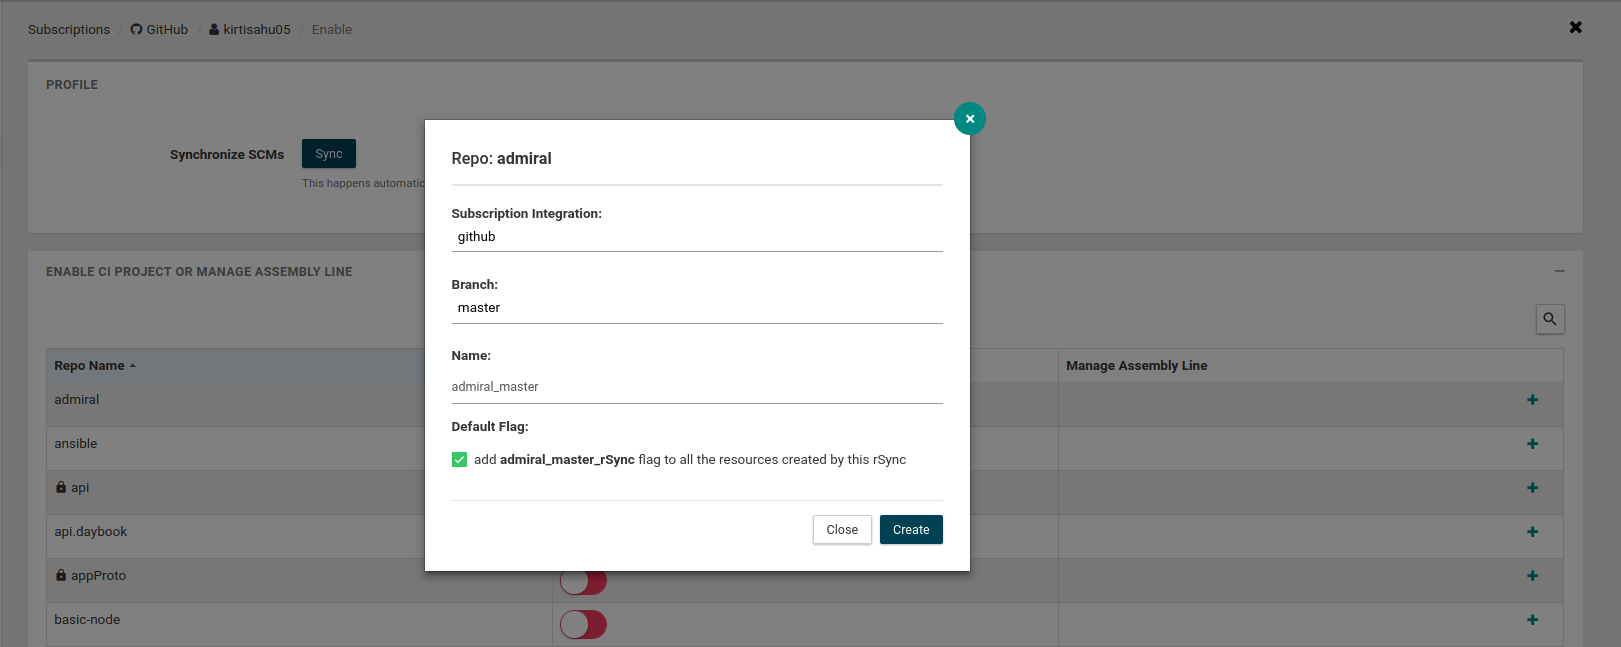 Subscriptions / GitHub / kirtisahu05 / Enable
PROFILE
Synchronize SCMs Sync
This happens automatic
Repo: admiral
Subscription Integration:
github
Branch:
master
Name:
admiral_master
Default Flag:
add admiral_master_rSync flag to all the resources created by this rSync
Close Create
ENABLE CI PROJECT OR MANAGE ASSEMBLY LINE
Repo Name Manage Assembly Line
admiral
ansible
api
api.daybook
appProto
basic-node